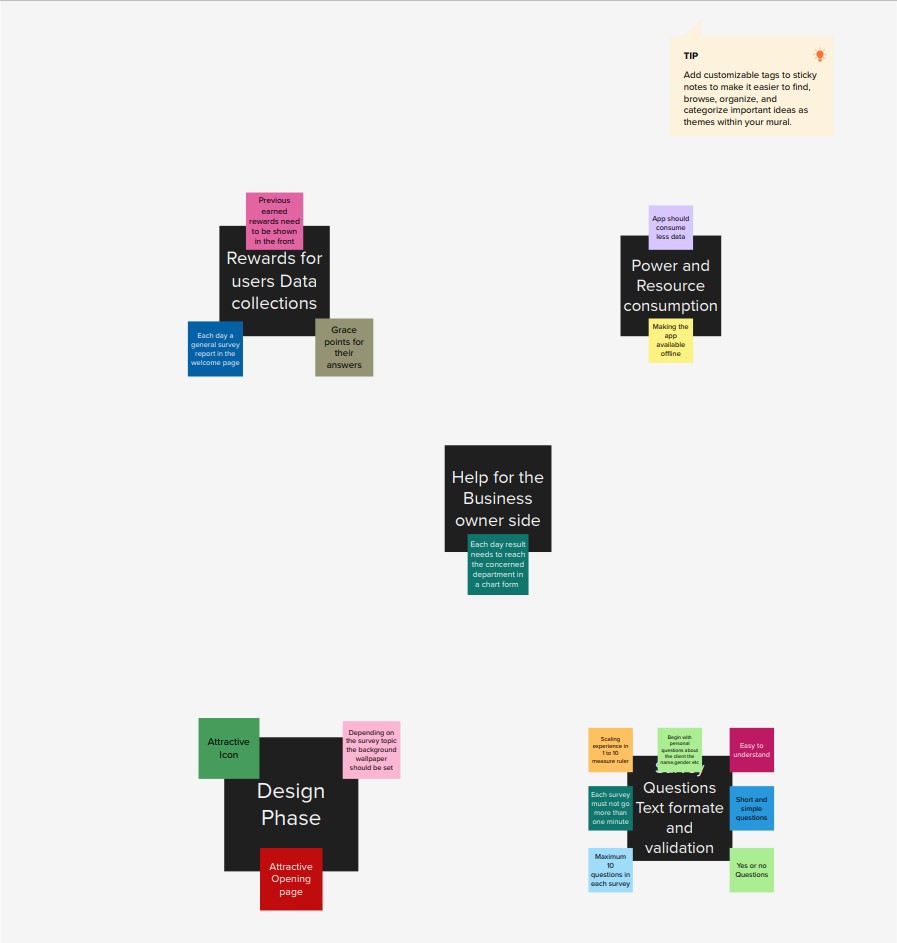 TIP
Add customizable tags to sticky
notes to make it easier to find,
browse, organize, and
categorize important ideas as
themes within your mural.
Previous
earned
rewards need
to be shown
in the front
Rewards for
users Data
collections
Each day a
general survey
report in the
welcome page
Grace
points for
their
answers
App should
consume
less data
Power and
Resource
consumption
Making the
app
available
offline
Help for the
Business
owner side
Each day result
needs to reach
the concerned
department in
a chart form
Attractive
Icon
Depending on
the survey topic
the background
wallpaper
should be set
Design
Phase
Attractive
Opening
page
Scaling
experience in
1 to 10
measure ruler
Begin with
personal
questions about
the client the
name,gender etc
Easy to
understand
Survey
Questions
Text formate
and
validation
Each survey
must not go
more than
one minute
Short and
simple
questions
Maximum
10
questions in
each survey
Yes or no
Questions